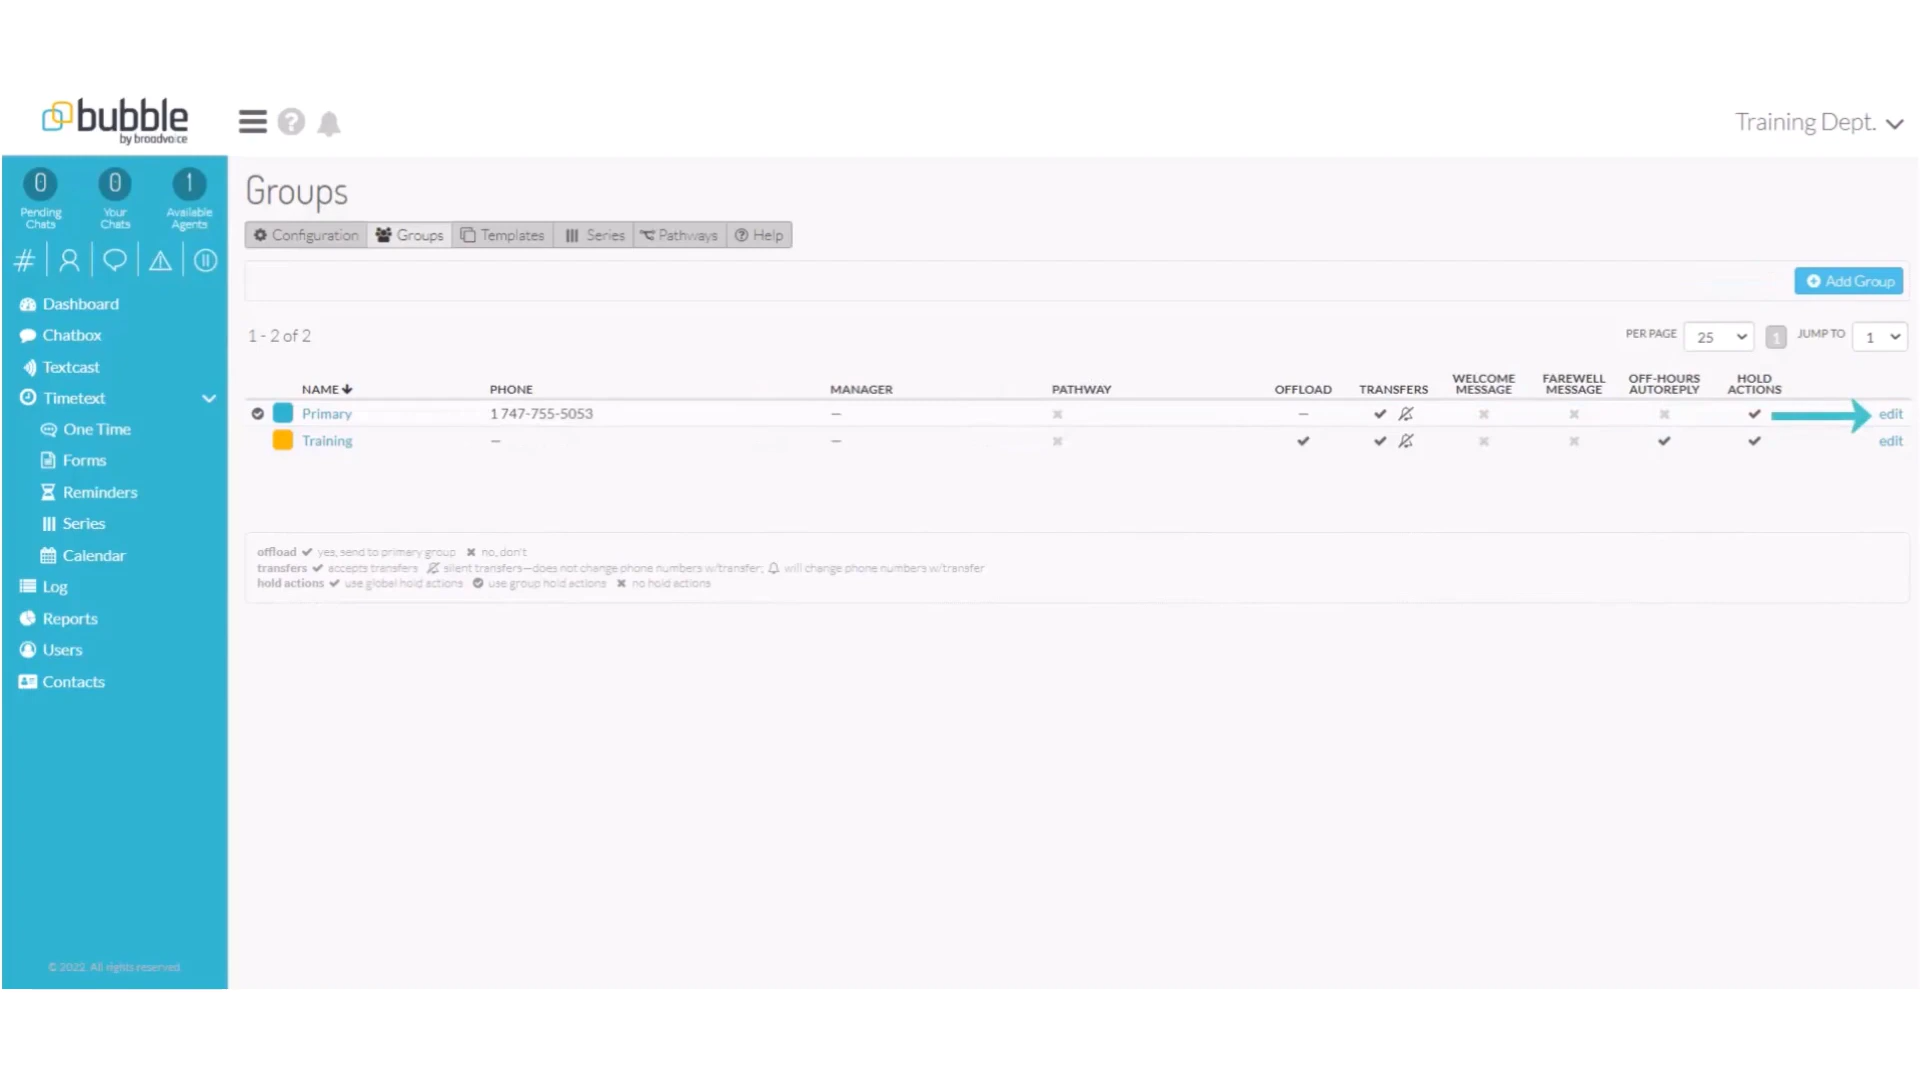 bubble
by broadvoice
Training Dept.
0 0 1
Pending Chats Your Chats Available Agents
Dashboard
Chatbox
Textcast
Timetext
One Time
Forms
Reminders
Series
Calendar
Log
Reports
Users
Contacts
© 2022. All rights reserved
Groups
Configuration Groups Templates Series Pathways Help
Add Group
1 - 2 of 2
PER PAGE 25 1 JUMP TO 1
NAME PHONE MANAGER PATHWAY OFFLOAD TRANSFERS WELCOME MESSAGE FAREWELL MESSAGE OFF-HOURS AUTOREPLY HOLD ACTIONS
Primary 1 747-755-5053 – – edit
Training – – edit
offload ✔ yes, send to primary group ✖ no, don't
transfers ✔ accepts transfers silent transfers—does not change phone numbers w/transfer; will change phone numbers w/transfer
hold actions ✔ use global hold actions use group hold actions ✖ no hold actions